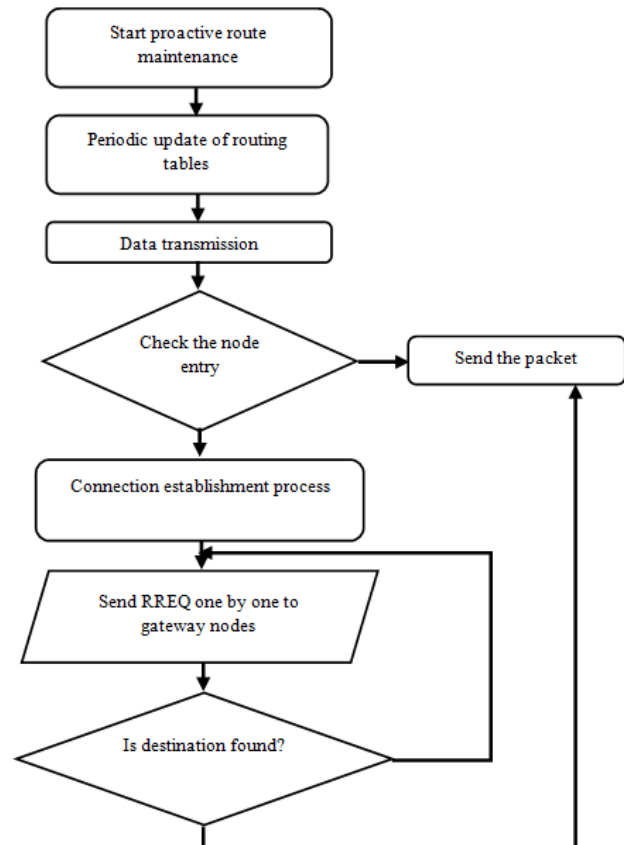 Start proactive route
maintenance
Periodic update of routing
tables
Data transmission
Check the node
entry
Send the packet
Connection establishment process
Send RREQ one by one to
gateway nodes
Is destination found?